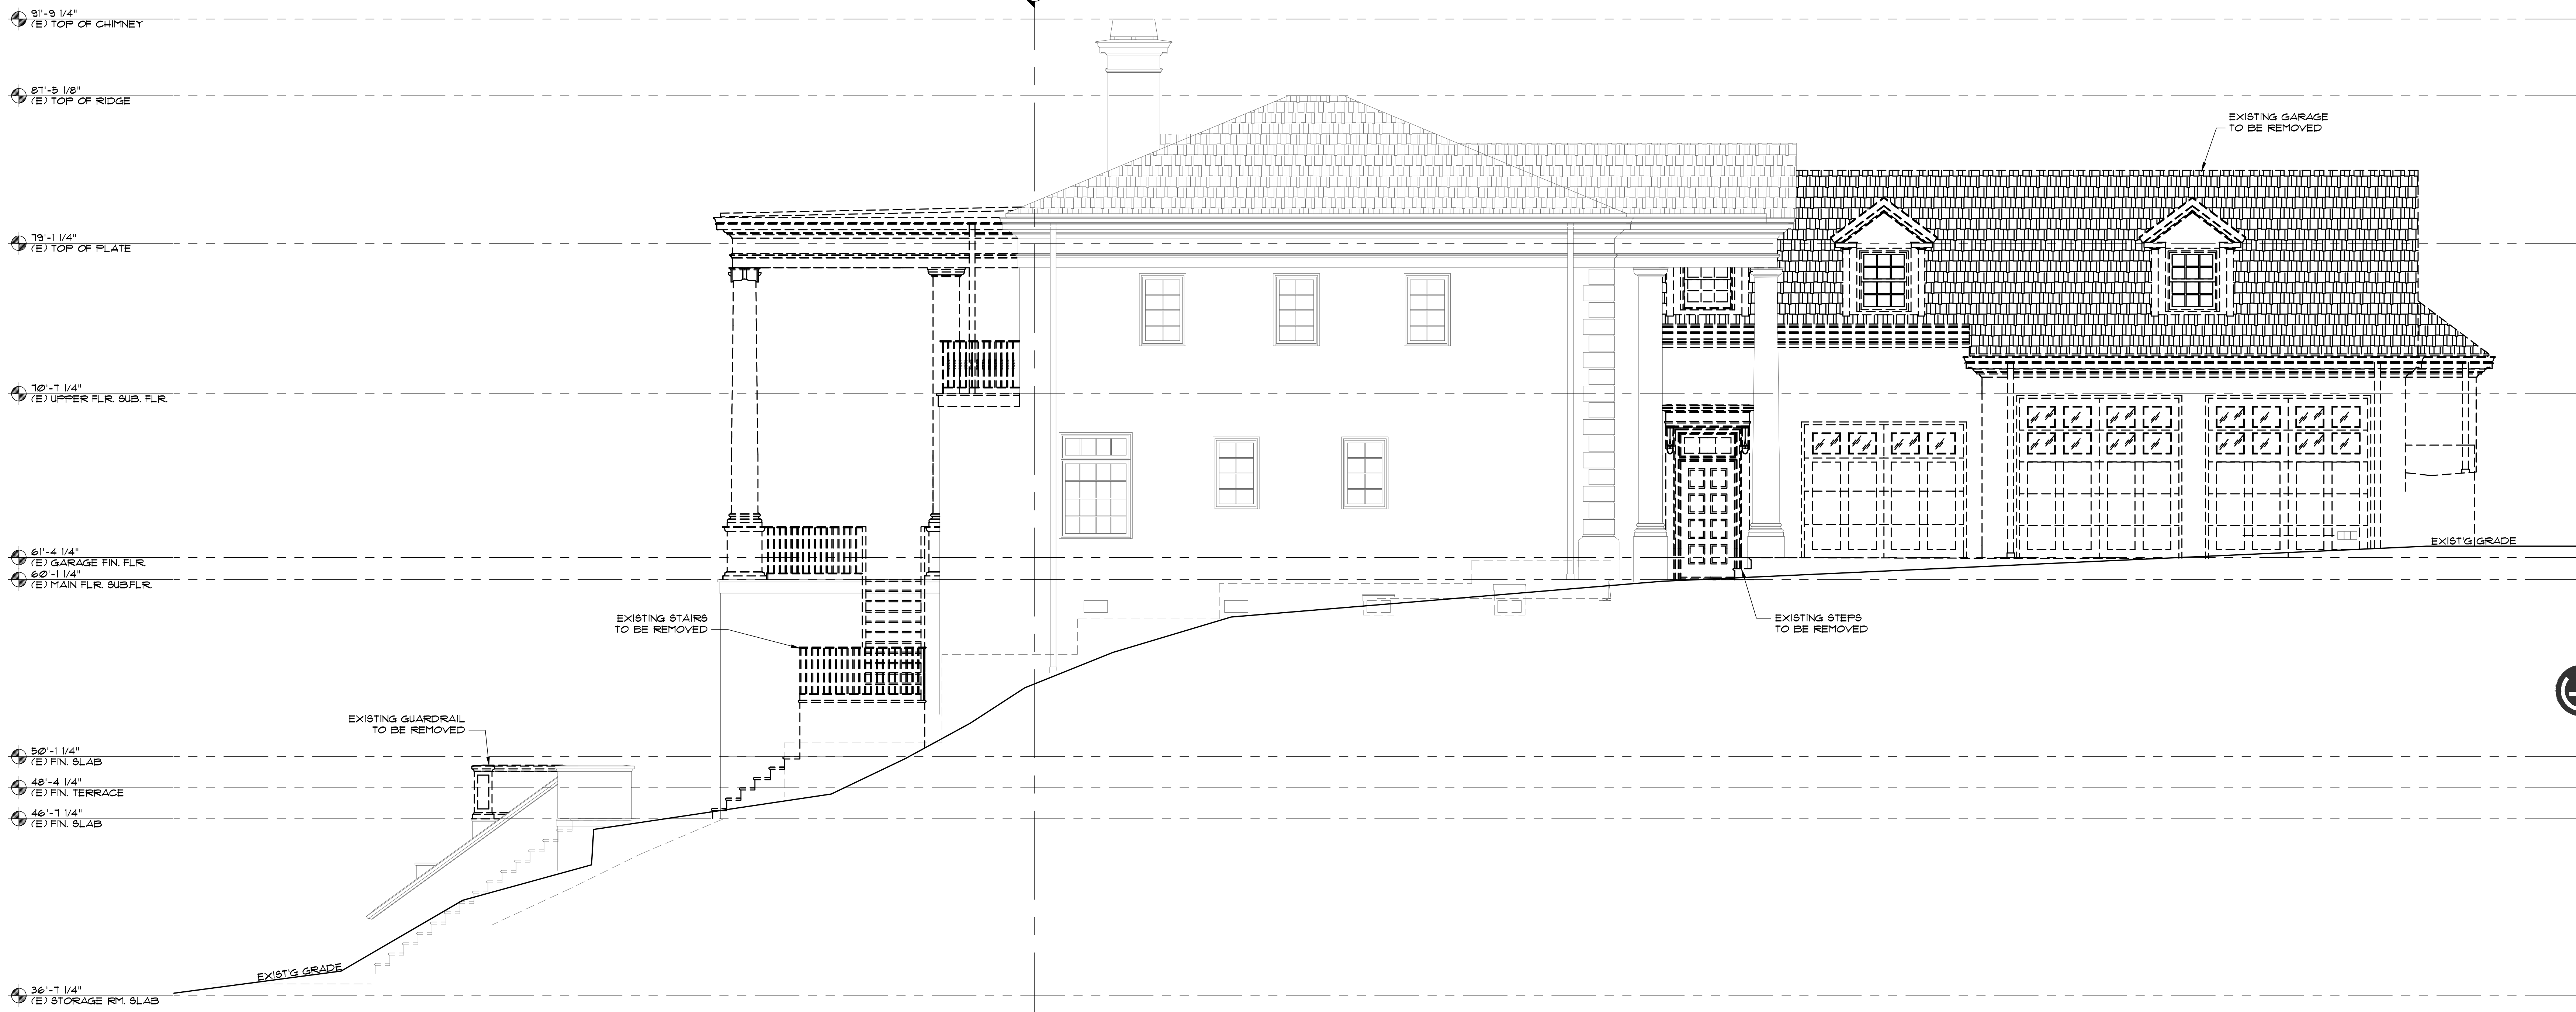 91'-9 1/4"
(E) TOP OF CHIMNEY
87'-5 1/8"
(E) TOP OF RIDGE
EXISTING GARAGE
TO BE REMOVED
79'-1 1/4"
(E) TOP OF PLATE
70'-7 1/4"
(E) UPPER FLR. SUB. FLR.
61'-4 1/4"
(E) GARAGE FIN. FLR.
60'-1 1/4"
(E) MAIN FLR. SUBFLR.
EXIST'G GRADE
EXISTING STAIRS
TO BE REMOVED
EXISTING STEPS
TO BE REMOVED
EXISTING GUARDRAIL
TO BE REMOVED
50'-1 1/4"
(E) FIN. SLAB
48'-4 1/4"
(E) FIN. TERRACE
46'-7 1/4"
(E) FIN. SLAB
EXIST'G GRADE
36'-7 1/4"
(E) STORAGE RM. SLAB